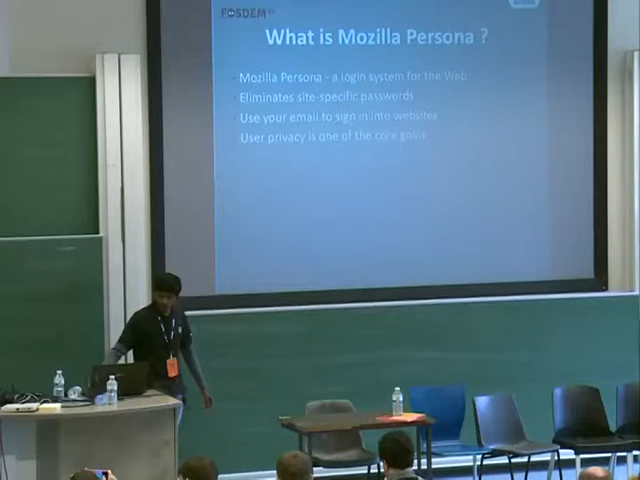 FOSDEM
What is Mozilla Persona ?
Mozilla Persona - a login system for the Web
Eliminates site-specific passwords
Use your email to sign in into websites
User privacy is one of the core goals